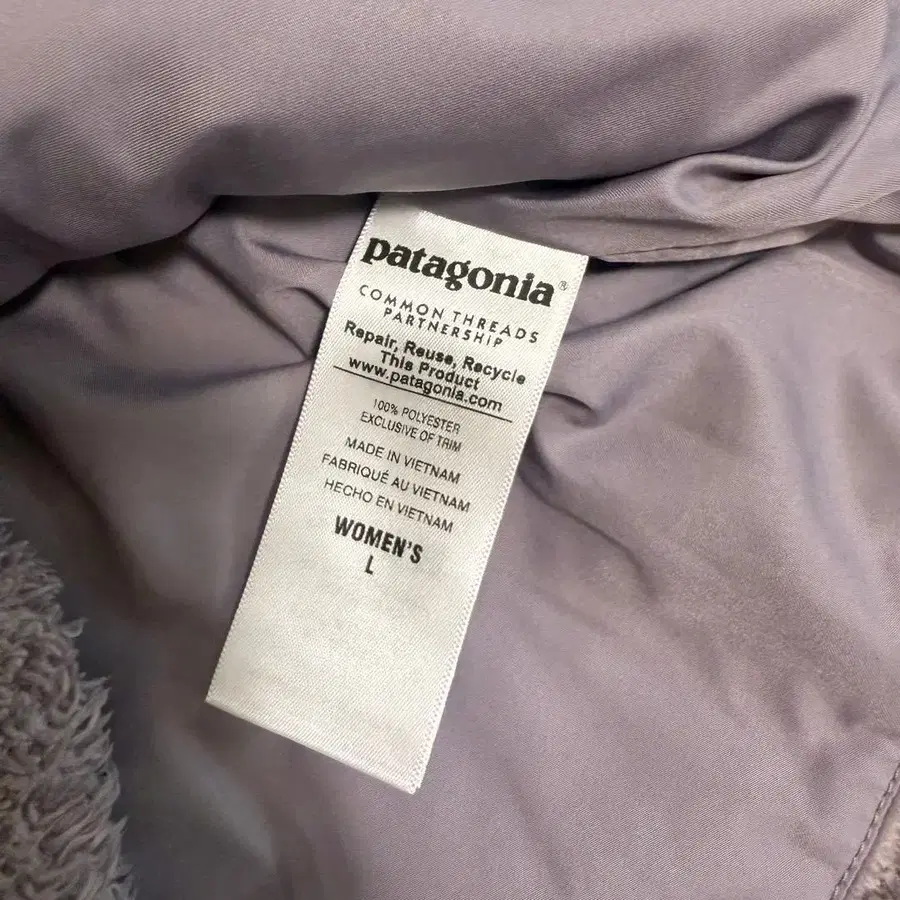 patagonia®
COMMON THREADS
PARTNERSHIP
Repair, Reuse, Recycle
This Product
www.patagonia.com
100% POLYESTER
EXCLUSIVE OF TRIM
MADE IN VIETNAM
FABRIQUÉ AU VIETNAM
HECHO EN VIETNAM
WOMEN'S
L